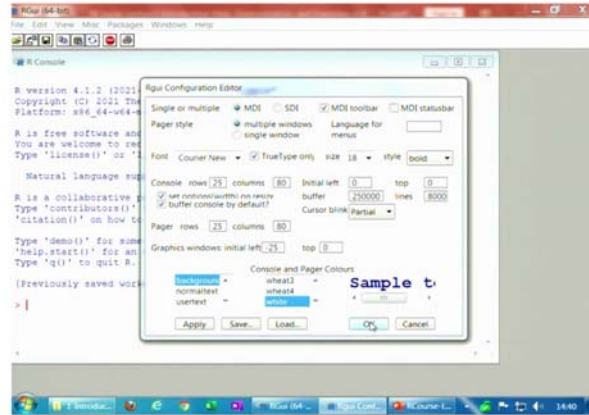 RGui (64-bit)
File Edit View Misc Packages Windows Help
R Console
R version 4.1.2 (2021-
Copyright (C) 2021 The
Platform: x86_64-w64-m
R is free software and
You are welcome to red
Type 'license()' or 'l
Natural language sup
R is a collaborative p
Type 'contributors()'
'citation()' on how to
Type 'demo()' for some
'help.start()' for an
Type 'q()' to quit R.
[Previously saved work
>
Rgui Configuration Editor
Single or multiple MDI SDI MDI toolbar MDI statusbar
Pager style multiple windows Language for
single window menus
Font Courier New TrueType only size 18 style bold
Console rows 25 columns 80 Initial left 0 top 0
set options(width) on resize buffer 250000 lines 8000
buffer console by default? Cursor blink Partial
Pager rows 25 columns 80
Graphics windows: initial left -25 top 0
Console and Pager Colours
background wheat3 Sample t
normaltext wheat4
usertext white
Apply Save... Load... OK Cancel
RGui (64-... Rgui Conf... RCourse-L... 14:40